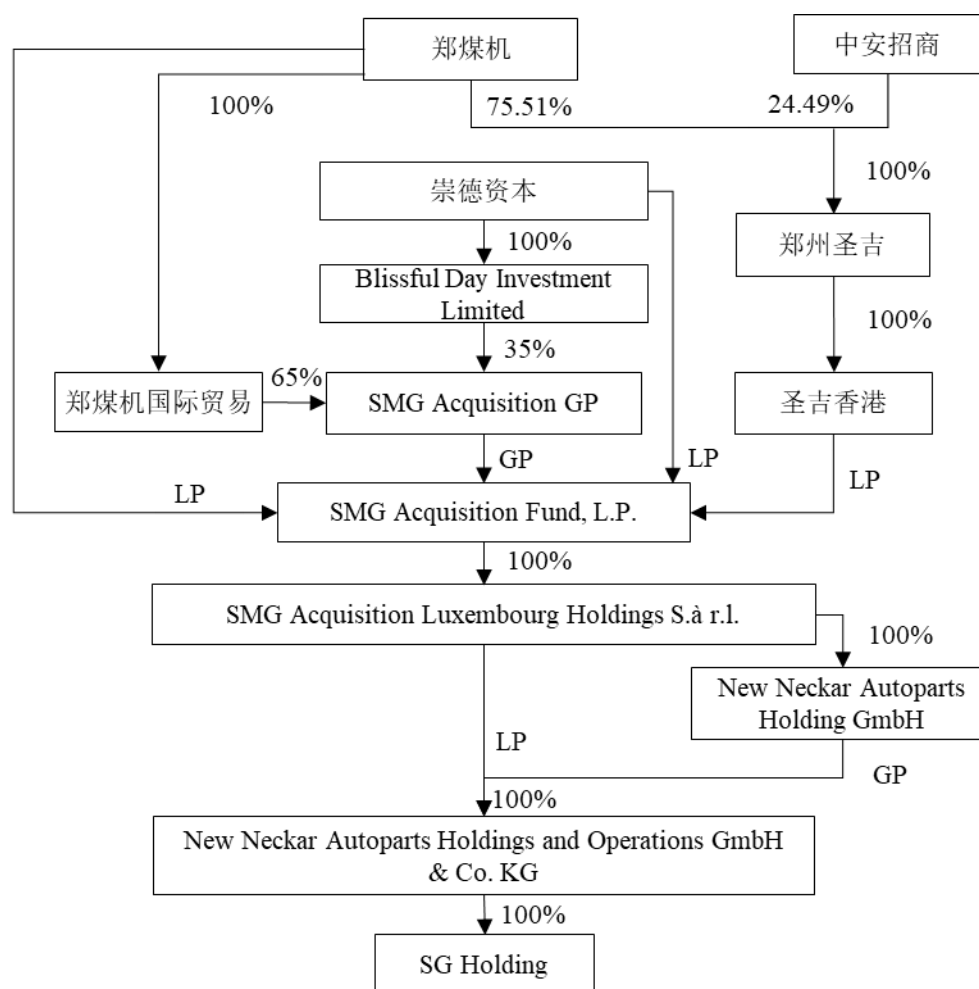 郑煤机
中安招商
100%
75.51%
24.49%
崇德资本
100%
100%
郑州圣吉
Blissful Day Investment
Limited
100%
35%
65%
郑煤机国际贸易
SMG Acquisition GP
圣吉香港
GP
LP
LP
LP
SMG Acquisition Fund, L.P.
100%
SMG Acquisition Luxembourg Holdings S.à r.l.
100%
New Neckar Autoparts
Holding GmbH
LP
GP
100%
New Neckar Autoparts Holdings and Operations GmbH
& Co. KG
100%
SG Holding